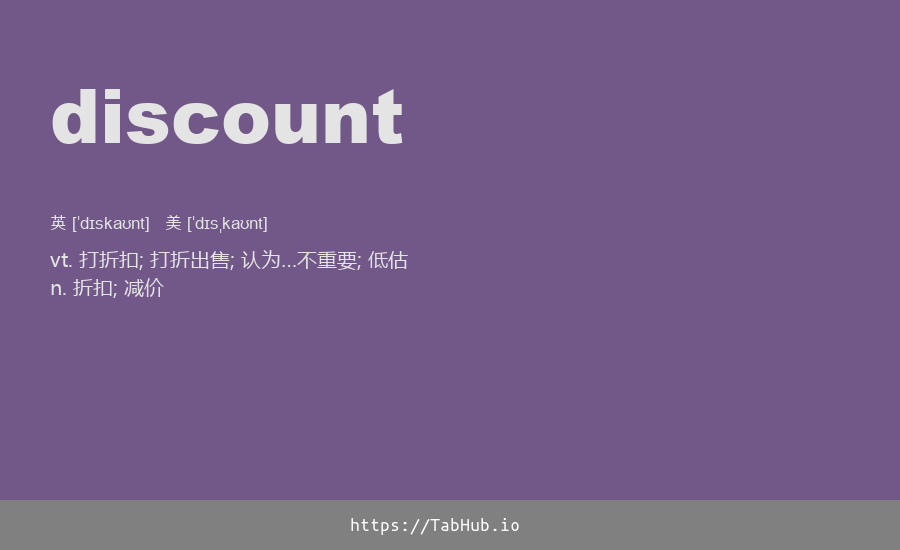 discount
英 [ˈdɪskaʊnt] 美 [ˈdɪsˌkaʊnt]
vt. 打折扣; 打折出售; 认为...不重要; 低估
n. 折扣; 减价
https://TabHub.io